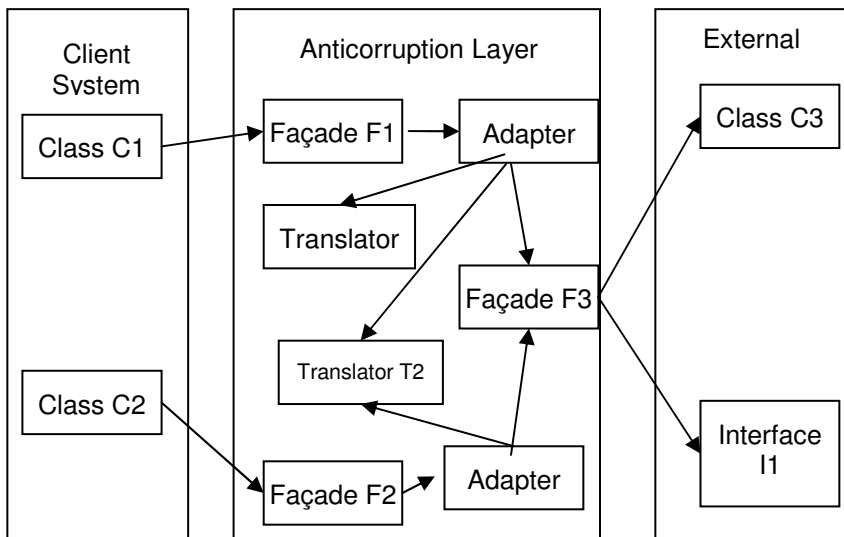 Client
System
Anticorruption Layer
External
Class C1
Façade F1
Adapter
Class C3
Translator
Façade F3
Translator T2
Class C2
Façade F2
Adapter
Interface
I1